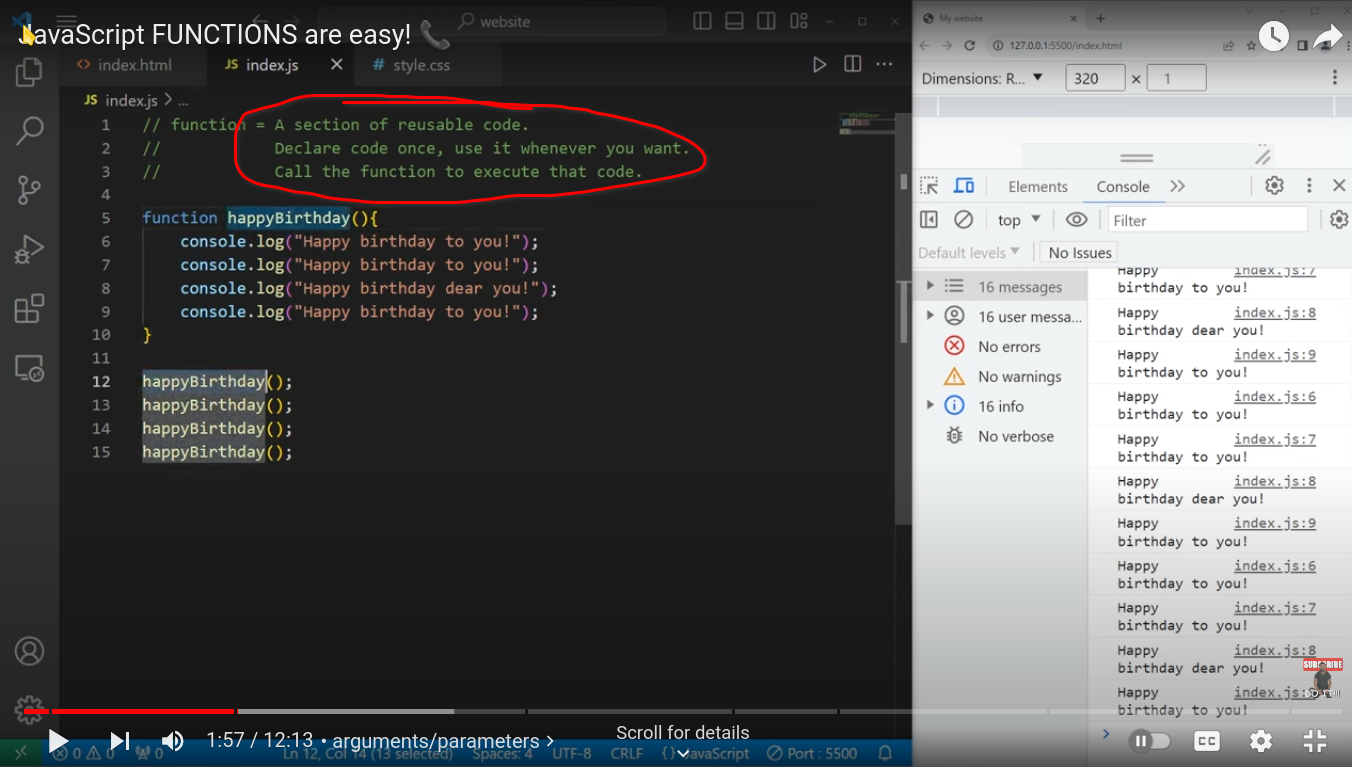 JavaScript FUNCTIONS are easy!
website
index.html
JS index.js
# style.css
JS index.js > ...
1 // function = A section of reusable code.
2 // Declare code once, use it whenever you want.
3 // Call the function to execute that code.
4
5 function happyBirthday(){
6 console.log("Happy birthday to you!");
7 console.log("Happy birthday to you!");
8 console.log("Happy birthday dear you!");
9 console.log("Happy birthday to you!");
10 }
11
12 happyBirthday();
13 happyBirthday();
14 happyBirthday();
15 happyBirthday();
My website
127.0.0.1:5500/index.html
Dimensions: R... 320 × 1
Elements Console
top Filter
Default levels No Issues
16 messages
16 user messa...
No errors
No warnings
16 info
No verbose
Happy index.js:7
birthday to you!
Happy index.js:8
birthday dear you!
Happy index.js:9
birthday to you!
Happy index.js:6
birthday to you!
Happy index.js:7
birthday to you!
Happy index.js:8
birthday dear you!
Happy index.js:9
birthday to you!
Happy index.js:6
birthday to you!
Happy index.js:7
birthday to you!
Happy index.js:8
birthday dear you!
Happy
birthday to you!
SUBSCRIBE
1:57 / 12:13 • arguments/parameters >
Scroll for details
CC
0 0 0
Ln 12, Col 14 (13 selected) Spaces: 4 UTF-8 CRLF {} JavaScript Port : 5500